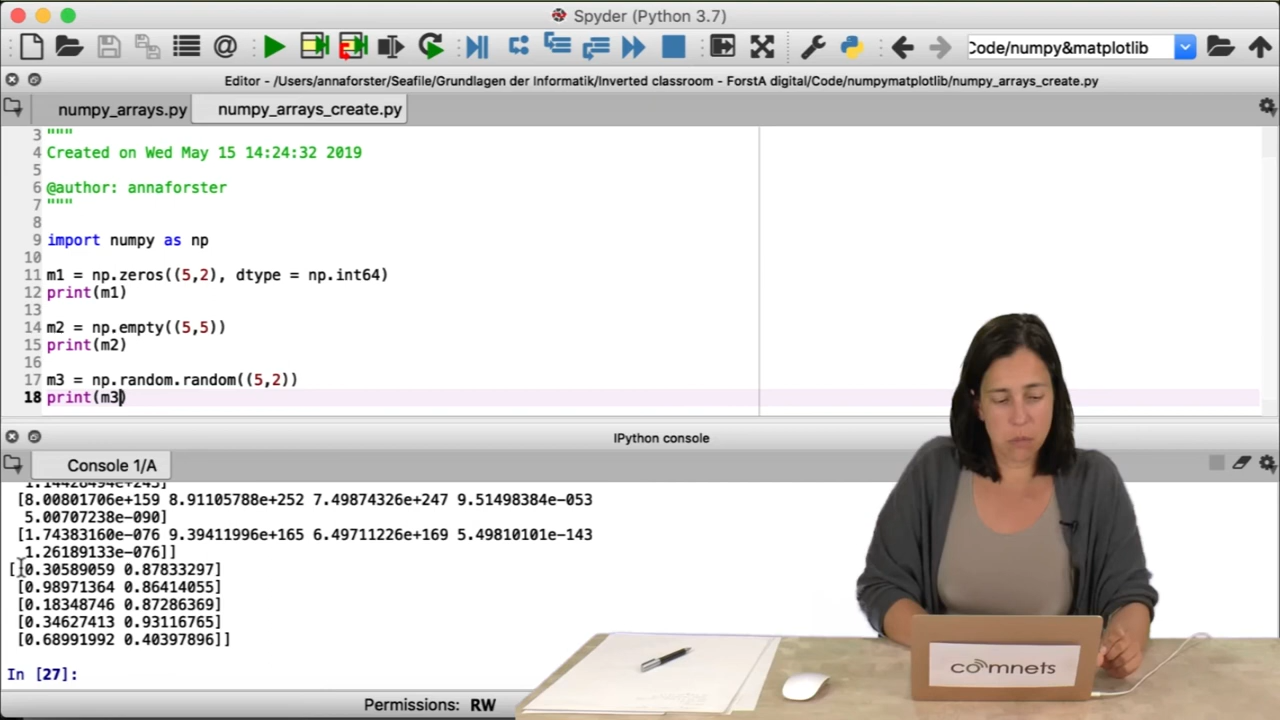 Spyder (Python 3.7)
Code/numpy&matplotlib
Editor - /Users/annaforster/Seafile/Grundlagen der Informatik/Inverted classroom - ForstA digital/Code/numpymatplotlib/numpy_arrays_create.py
numpy_arrays.py numpy_arrays_create.py
3 """
4 Created on Wed May 15 14:24:32 2019
5
6 @author: annaforster
7 """
8
9 import numpy as np
10
11 m1 = np.zeros((5,2), dtype = np.int64)
12 print(m1)
13
14 m2 = np.empty((5,5))
15 print(m2)
16
17 m3 = np.random.random((5,2))
18 print(m3)
IPython console
Console 1/A
1.14428494e+243]
[8.00801706e+159 8.91105788e+252 7.49874326e+247 9.51498384e-053
5.00707238e-090]
[1.74383160e-076 9.39411996e+165 6.49711226e+169 5.49810101e-143
1.26189133e-076]]
[[0.30589059 0.87833297]
[0.98971364 0.86414055]
[0.18348746 0.87286369]
[0.34627413 0.93116765]
[0.68991992 0.40397896]]
In [27]:
Permissions: RW
comnets